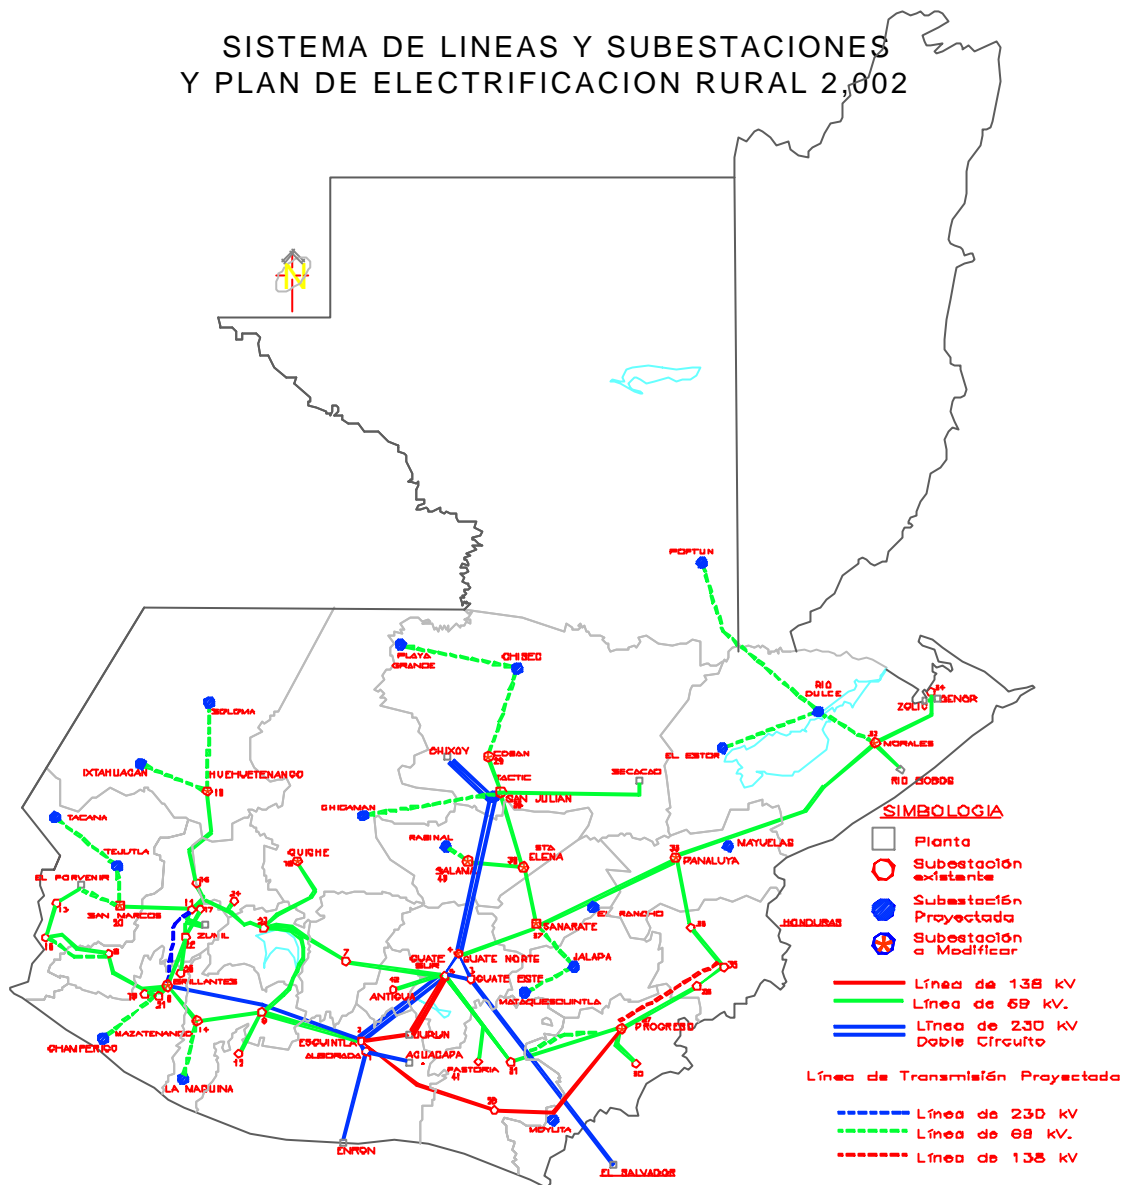 SISTEMA DE LINEAS Y SUBESTACIONES
Y PLAN DE ELECTRIFICACION RURAL 2,002
N
POPTUN
PLAYA
GRANDE
CHISEC
SOLOMA
RIO
DULCE
ZOLIC
GENOR
MORALES
EL ESTOR
RIO BOBOS
CHIXOY
COBAN
TACTIC
SAN JULIAN
SECACAO
IXTAHUACAN
HUEHUETENANGO
CHICAMAN
TACANA
TEJUTLA
EL PORVENIR
SAN MARCOS
QUICHE
RABINAL
SALAMA
STA
ELENA
MAYUELAS
PANALUYA
EL RANCHO
SANARATE
HONDURAS
ZUNIL
BRILLANTES
MAZATENANGO
CHAMPERICO
LA MAQUINA
GUATE
SUR
GUATE NORTE
GUATE ESTE
ANTIGUA
JALAPA
MATAQUESQUINTLA
PROGRESO
ESCUINTLA
ALBORADA
DURUN
AGUACAPA
PASTORIA
MOYUTA
ENRON
EL SALVADOR
SIMBOLOGIA
Planta
Subestación
existente
Subestación
Proyectada
Subestación
a Modificar
Línea de 138 kV
Línea de 69 kV.
Línea de 230 kV
Doble Circuito
Línea de Transmisión Proyectada
Línea de 230 kV
Línea de 69 kV.
Línea de 138 kV